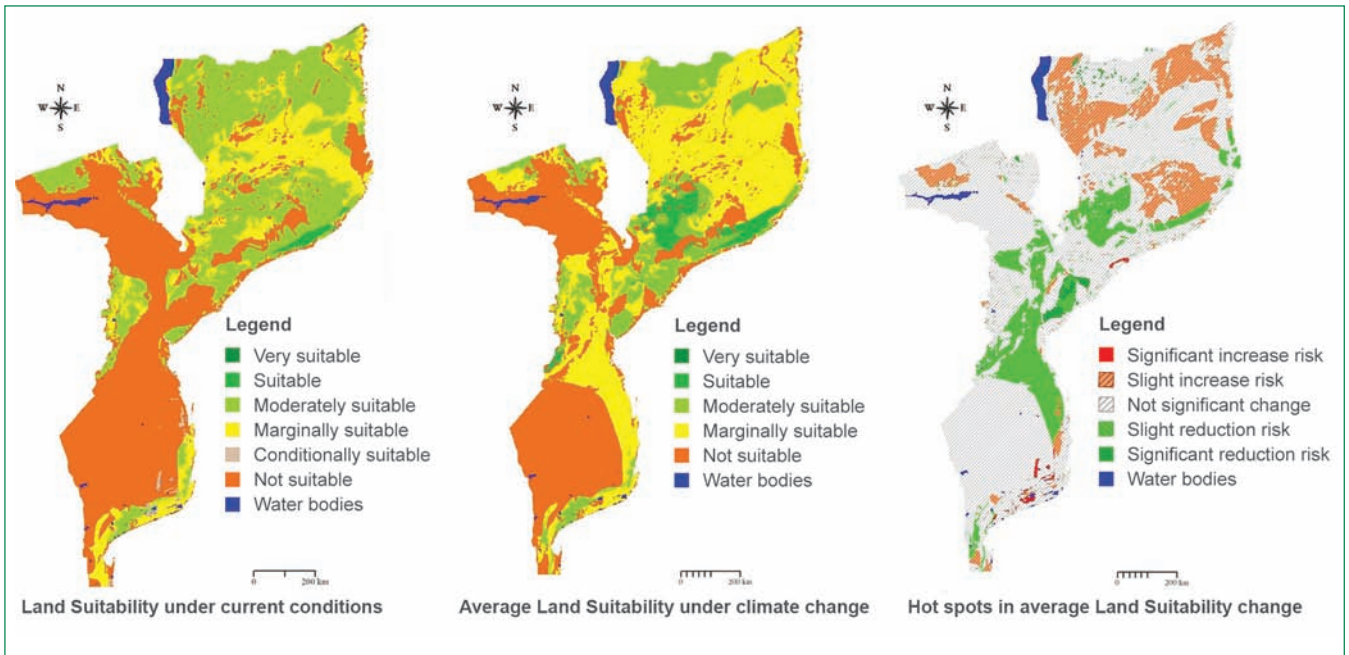 N
W E
S
Legend
Very suitable
Suitable
Moderately suitable
Marginally suitable
Conditionally suitable
Not suitable
Water bodies
0 200 km
Land Suitability under current conditions
N
W E
S
Legend
Very suitable
Suitable
Moderately suitable
Marginally suitable
Not suitable
Water bodies
0 200 km
Average Land Suitability under climate change
N
W E
S
Legend
Significant increase risk
Slight increase risk
Not significant change
Slight reduction risk
Significant reduction risk
Water bodies
0 200 km
Hot spots in average Land Suitability change